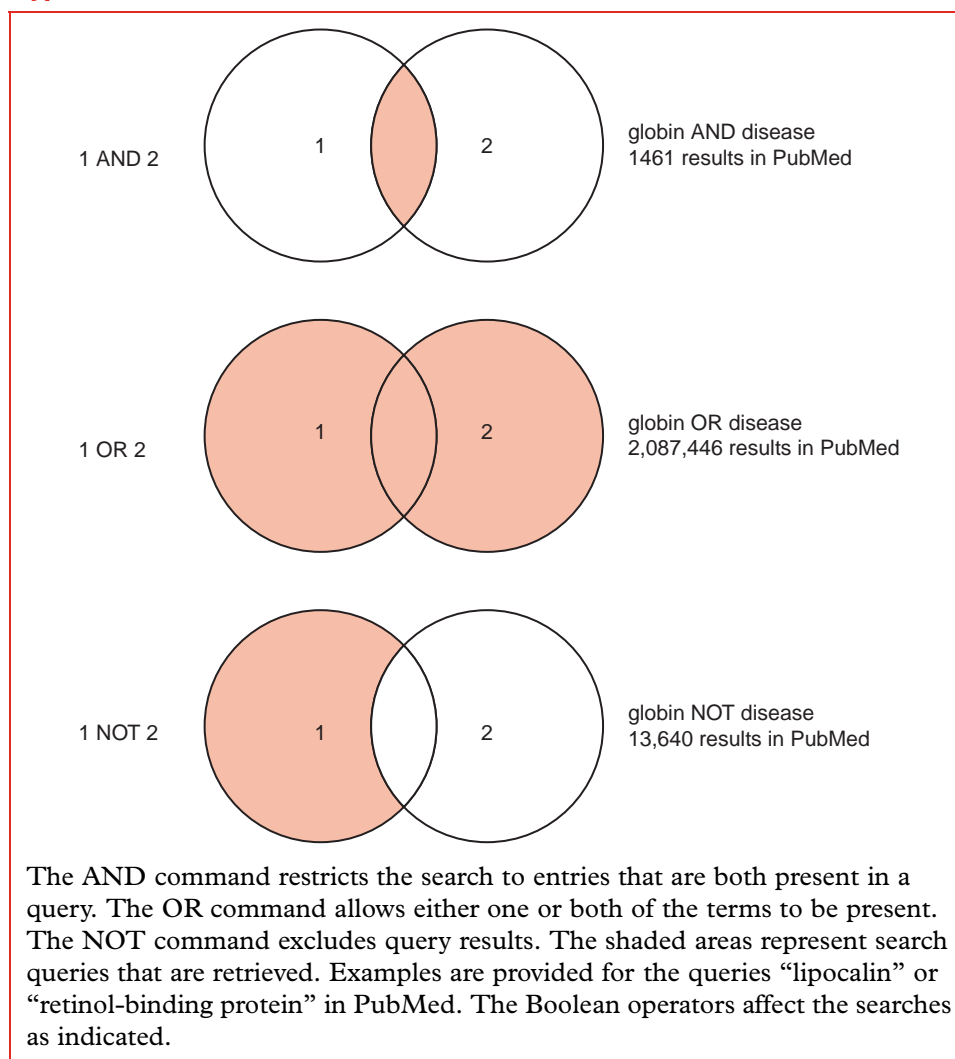 1 AND 2
1
2
globin AND disease
1461 results in PubMed
1 OR 2
1
2
globin OR disease
2,087,446 results in PubMed
1 NOT 2
1
2
globin NOT disease
13,640 results in PubMed
The AND command restricts the search to entries that are both present in a
query. The OR command allows either one or both of the terms to be present.
The NOT command excludes query results. The shaded areas represent search
queries that are retrieved. Examples are provided for the queries “lipocalin” or
“retinol-binding protein” in PubMed. The Boolean operators affect the searches
as indicated.